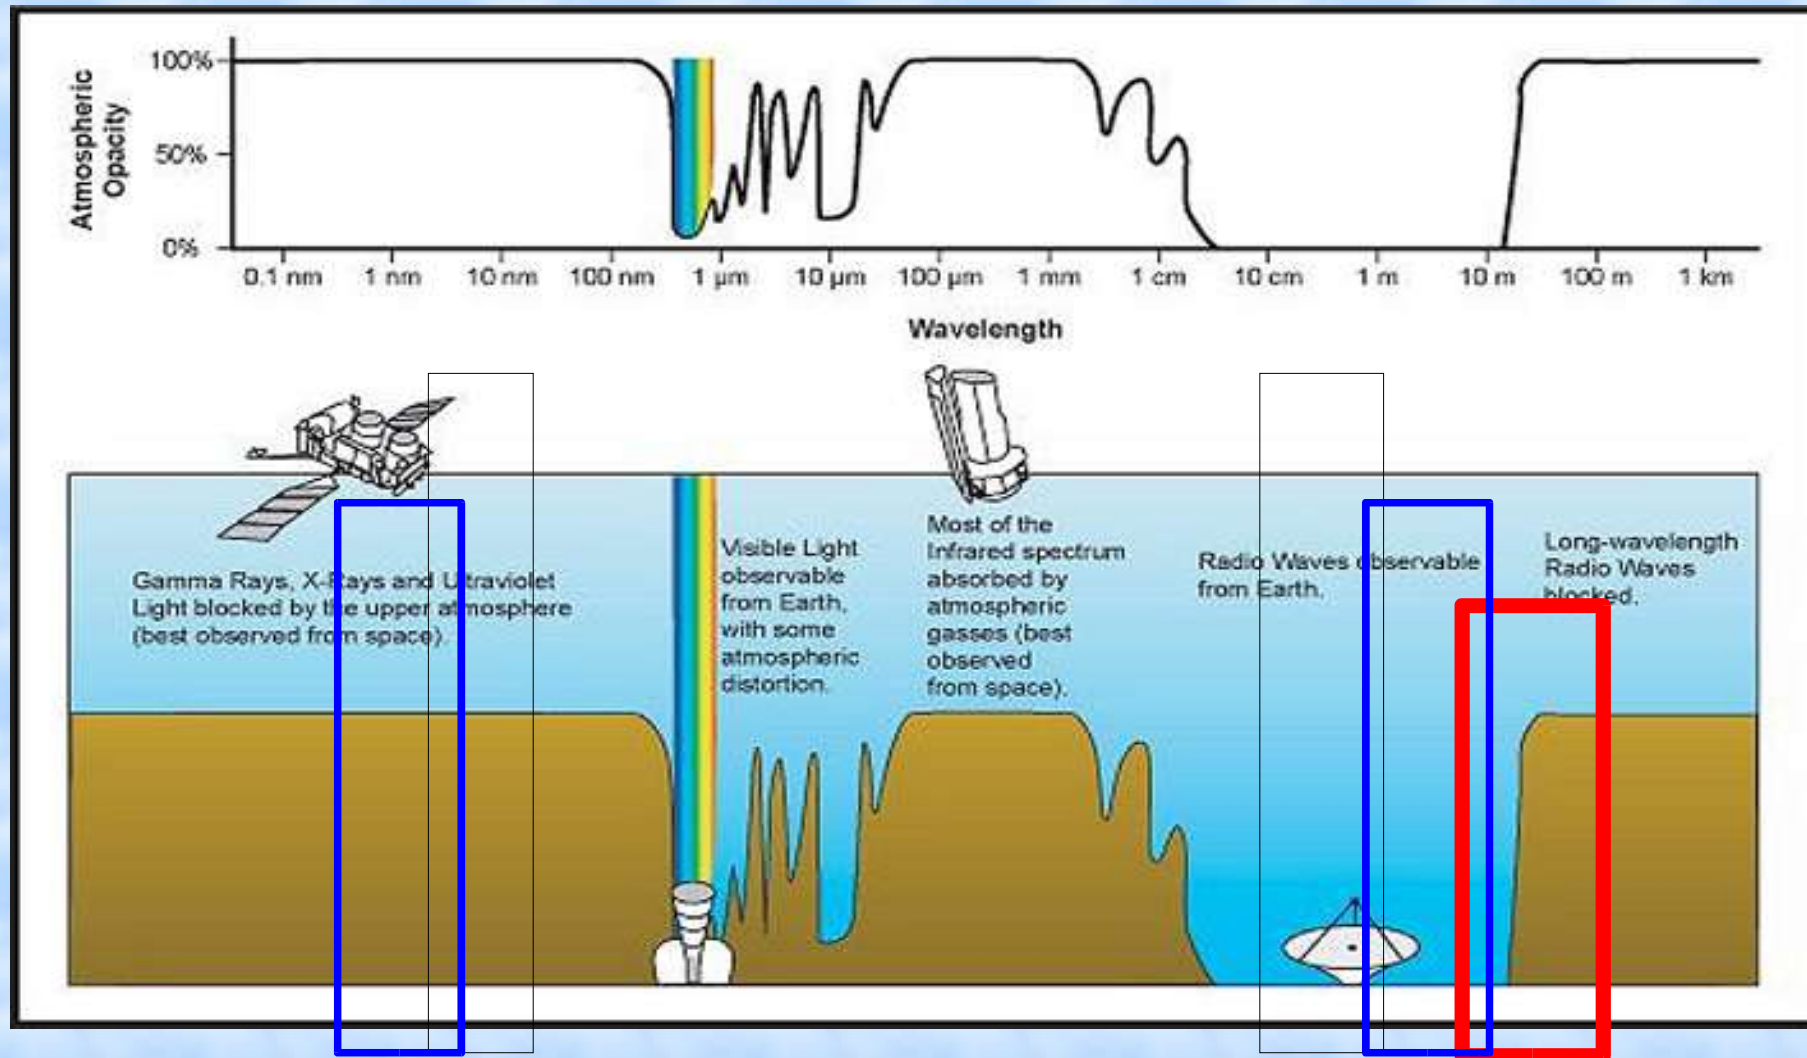 Atmospheric
Opacity
100%
50%
0%
0.1 nm 1 nm 10 nm 100 nm 1 μm 10 μm 100 μm 1 mm 1 cm 10 cm 1 m 10 m 100 m 1 km
Wavelength
Gamma Rays, X-Rays and Ultraviolet
Light blocked by the upper atmosphere
(best observed from space).
Visible Light
observable
from Earth,
with some
atmospheric
distortion.
Most of the
Infrared spectrum
absorbed by
atmospheric
gasses (best
observed
from space).
Radio Waves observable
from Earth.
Long-wavelength
Radio Waves
blocked.